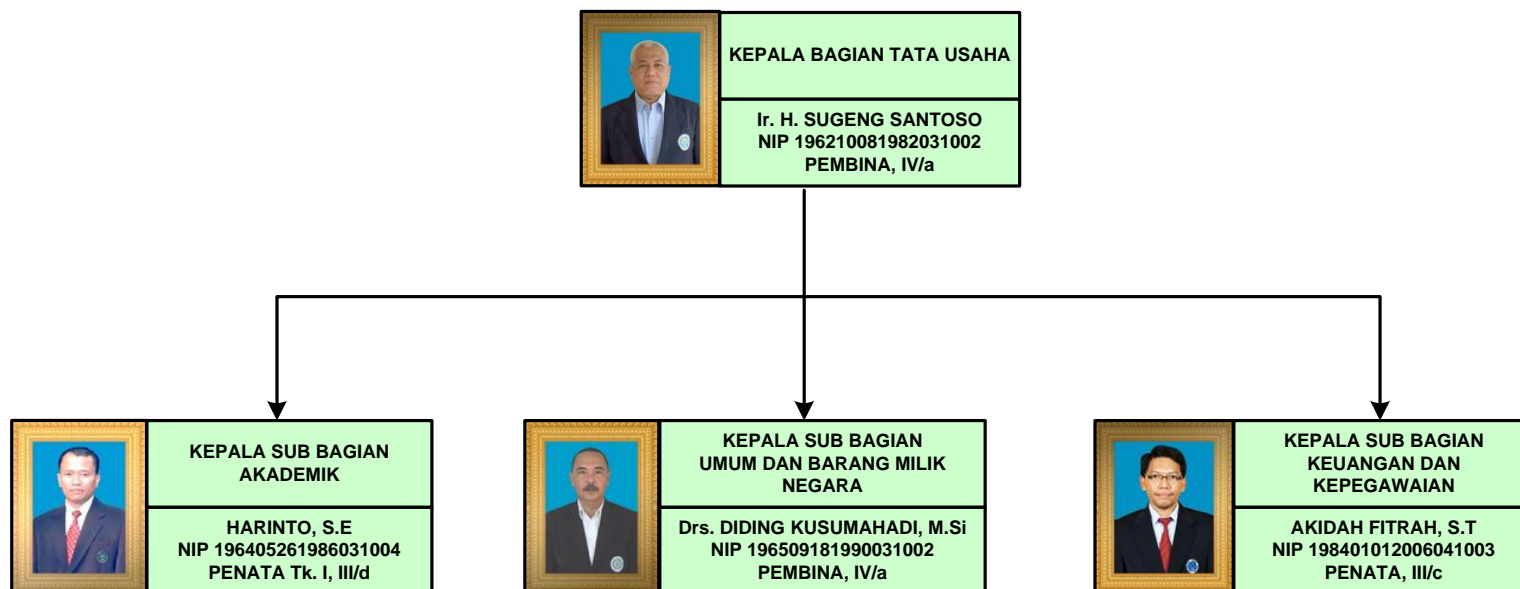 KEPALA BAGIAN TATA USAHA
Ir. H. SUGENG SANTOSO
NIP 196210081982031002
PEMBINA, IV/a
KEPALA SUB BAGIAN
AKADEMIK
HARINTO, S.E
NIP 196405261986031004
PENATA Tk. I, III/d
KEPALA SUB BAGIAN
UMUM DAN BARANG MILIK
NEGARA
Drs. DIDING KUSUMAHADI, M.Si
NIP 196509181990031002
PEMBINA, IV/a
KEPALA SUB BAGIAN
KEUANGAN DAN
KEPEGAWAIAN
AKIDAH FITRAH, S.T
NIP 198401012006041003
PENATA, III/c